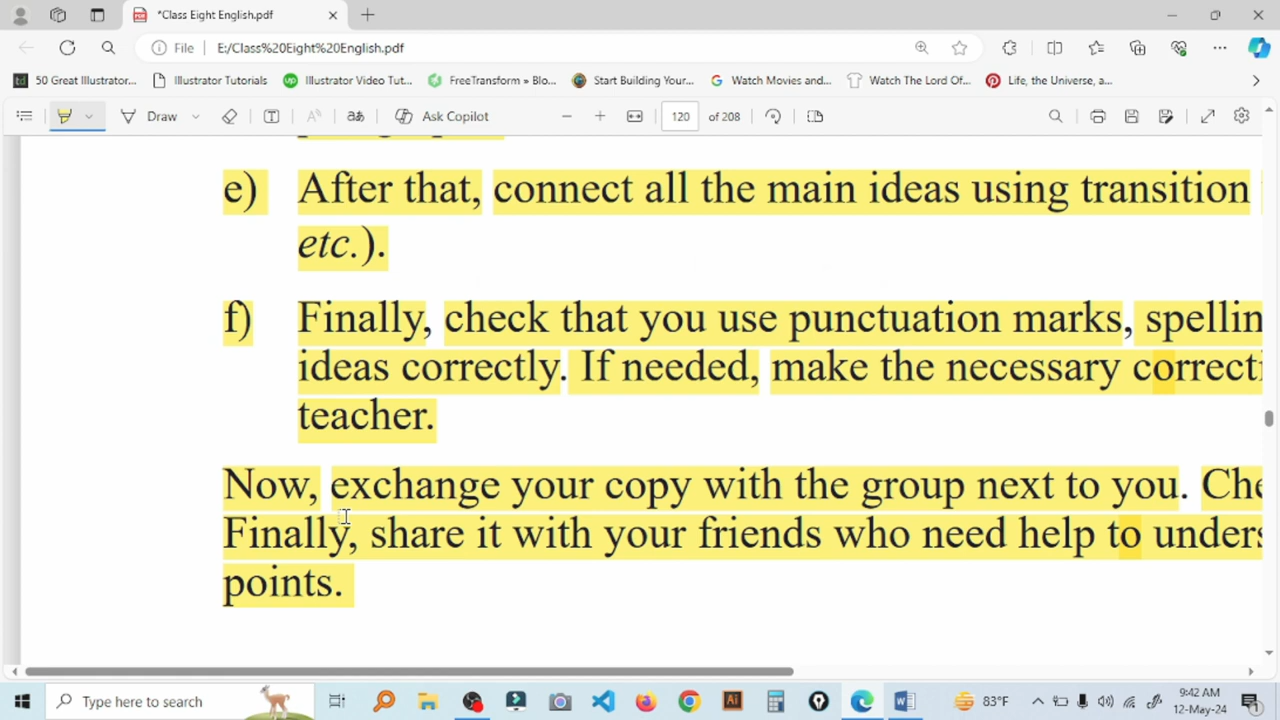 *Class Eight English.pdf
File
E:/Class%20Eight%20English.pdf
50 Great Illustrator...
Illustrator Tutorials
Illustrator Video Tut...
FreeTransform » Blo...
Start Building Your...
Watch Movies and...
Watch The Lord Of...
Life, the Universe, a...
Draw
Ask Copilot
120 of 208
e) After that, connect all the main ideas using transition
etc.).
f) Finally, check that you use punctuation marks, spellin
ideas correctly. If needed, make the necessary correcti
teacher.
Now, exchange your copy with the group next to you. Che
Finally, share it with your friends who need help to unders
points.
Type here to search
83°F
9:42 AM
12-May-24